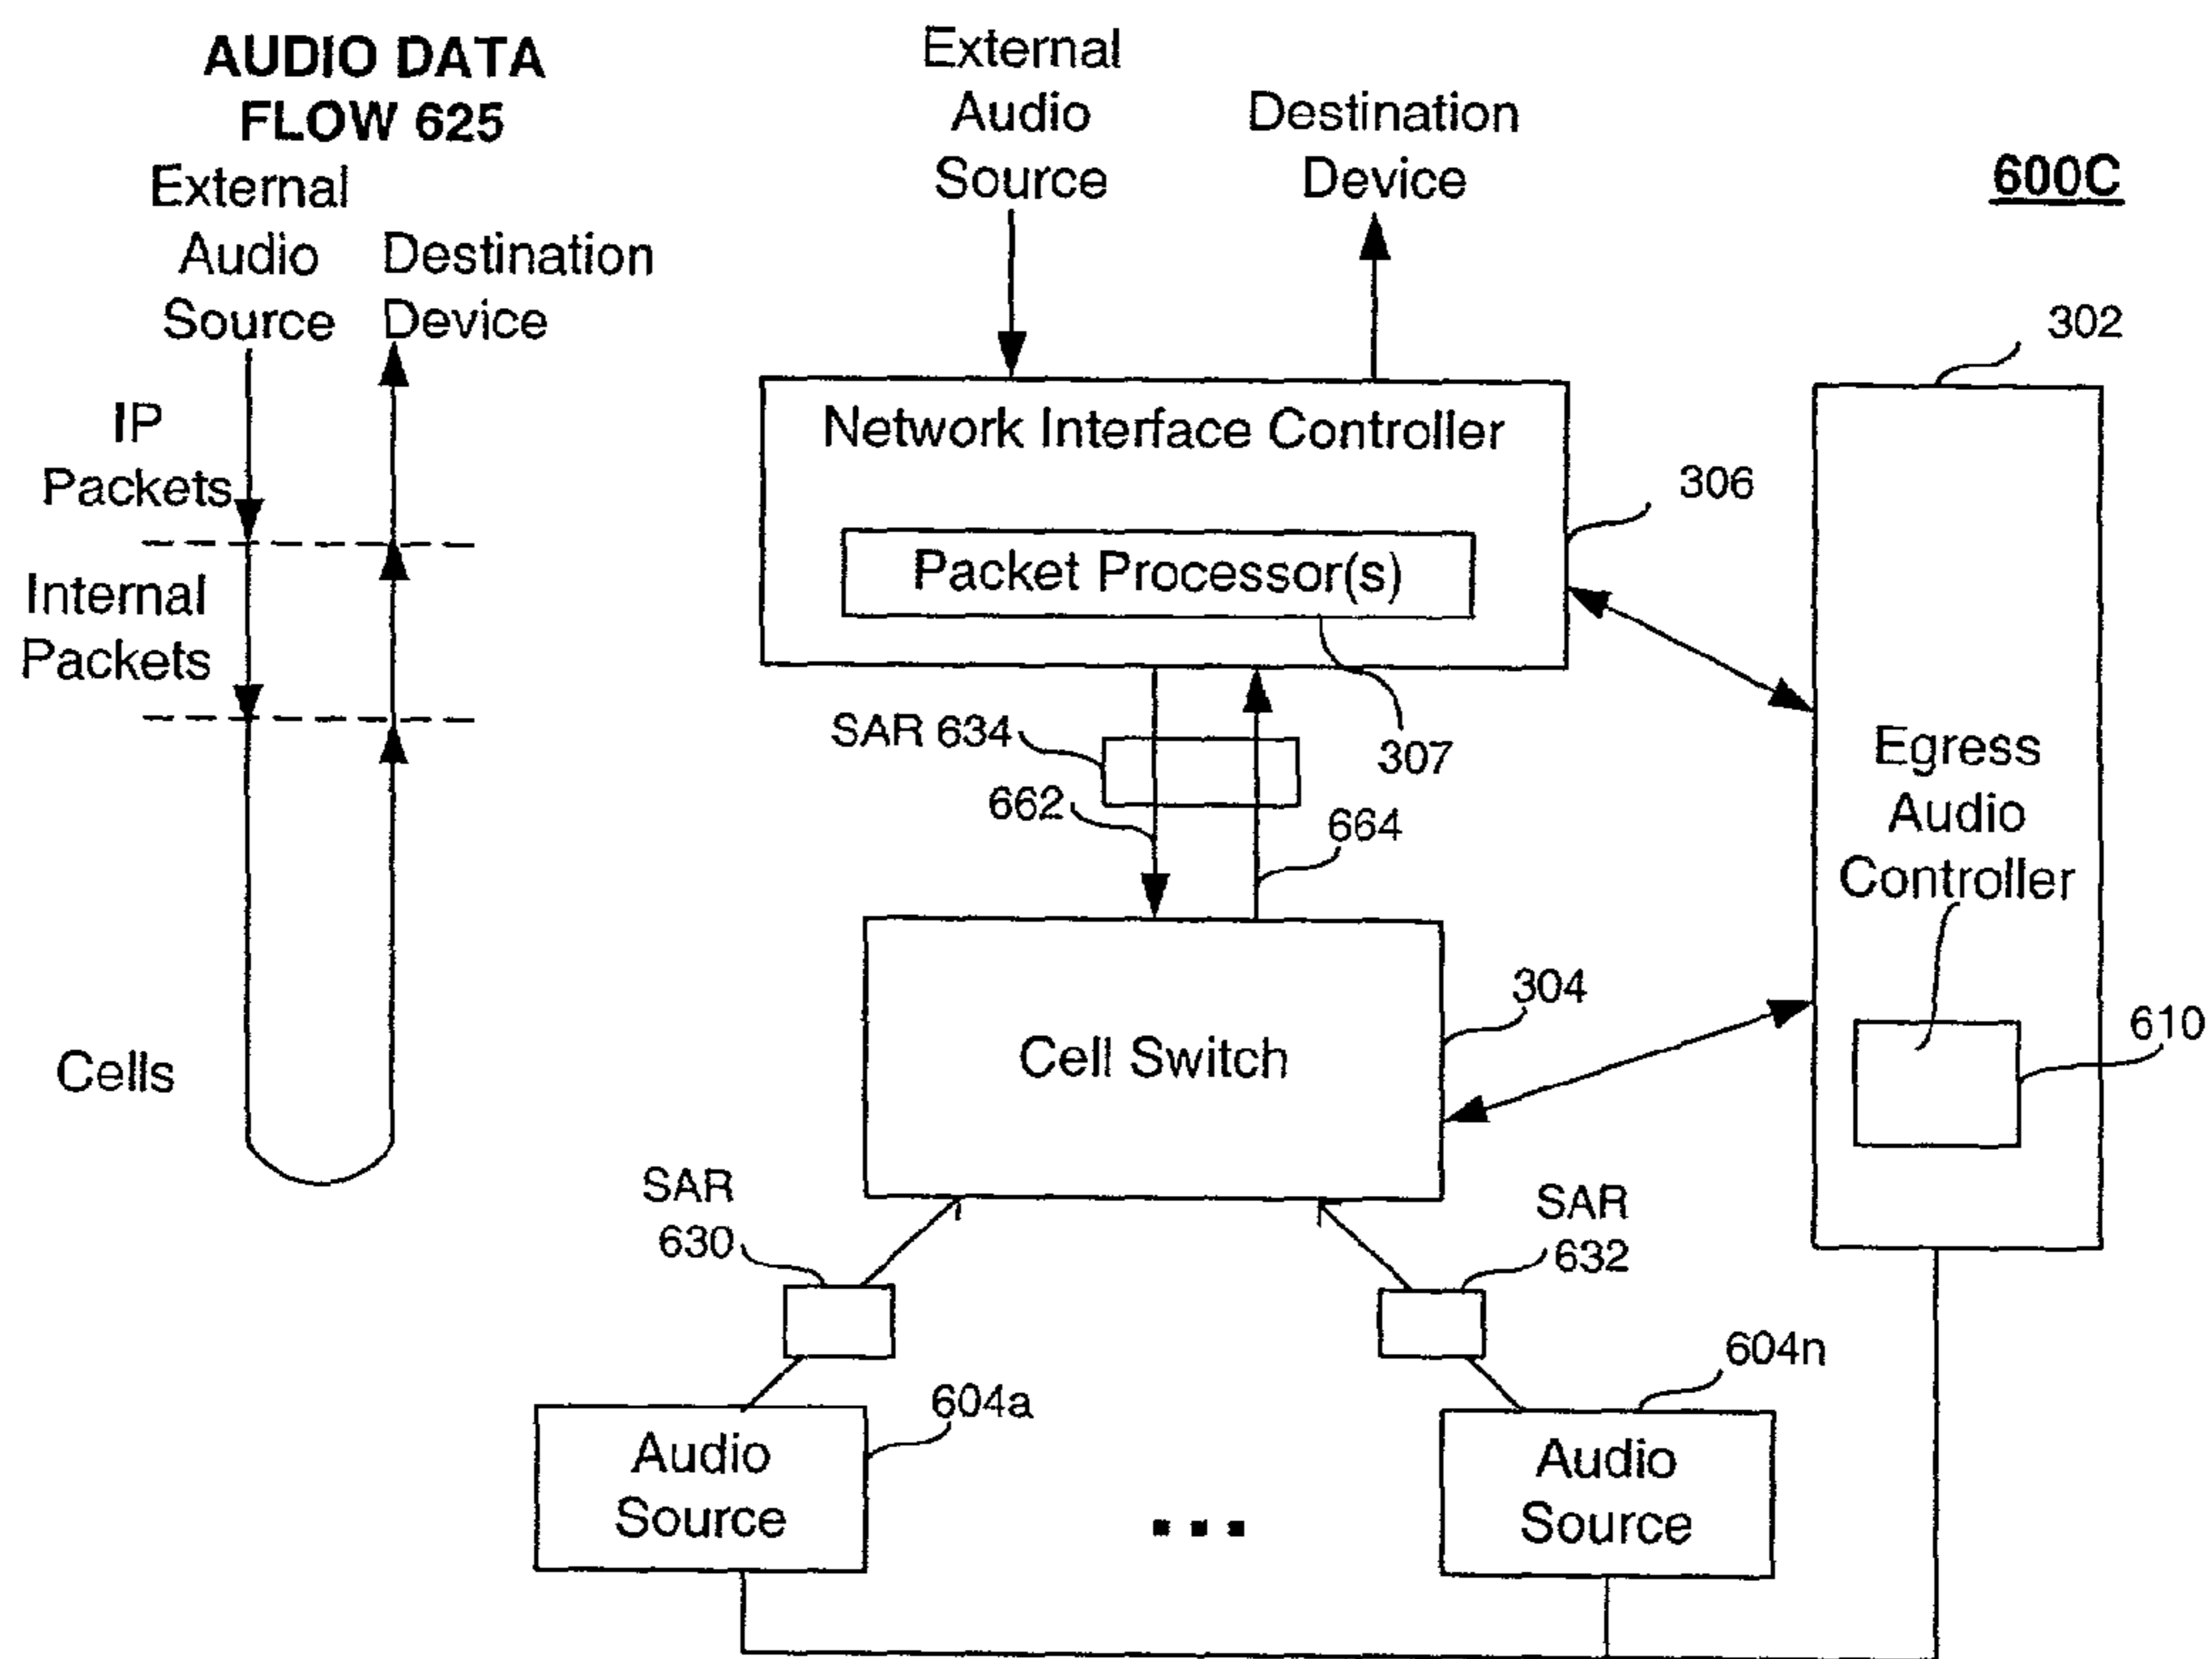 AUDIO DATA
FLOW 625
External
Audio
Source
Destination
Device
IP
Packets
Internal
Packets
Cells
External
Audio
Source
Destination
Device
600C
302
Network Interface Controller
306
Packet Processor(s)
307
SAR 634
662
664
Egress
Audio
Controller
610
304
Cell Switch
SAR
630
SAR
632
604a
Audio
Source
...
604n
Audio
Source